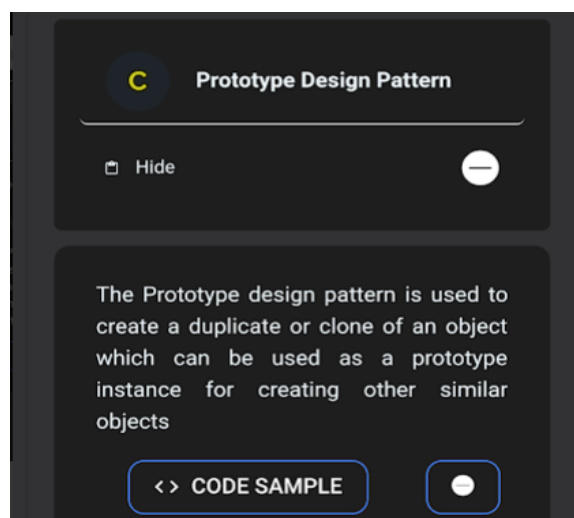 C Prototype Design Pattern
Hide
The Prototype design pattern is used to
create a duplicate or clone of an object
which can be used as a prototype
instance for creating other similar
objects
<> CODE SAMPLE